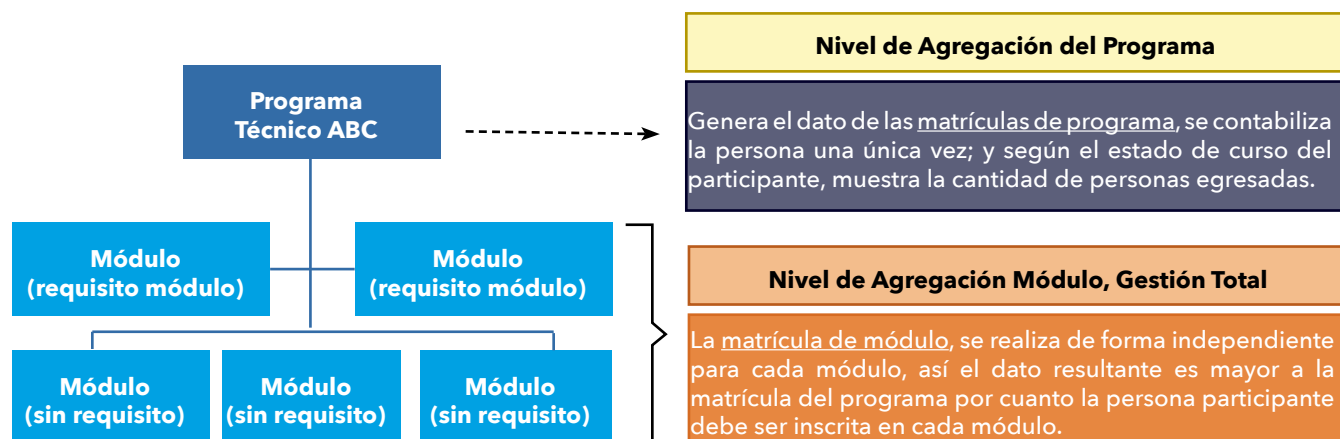 Programa
Técnico ABC
Módulo
(requisito módulo)
Módulo
(requisito módulo)
Módulo
(sin requisito)
Módulo
(sin requisito)
Módulo
(sin requisito)
Nivel de Agregación del Programa
Genera el dato de las matrículas de programa, se contabiliza
la persona una única vez; y según el estado de curso del
participante, muestra la cantidad de personas egresadas.
Nivel de Agregación Módulo, Gestión Total
La matrícula de módulo, se realiza de forma independiente
para cada módulo, así el dato resultante es mayor a la
matrícula del programa por cuanto la persona participante
debe ser inscrita en cada módulo.